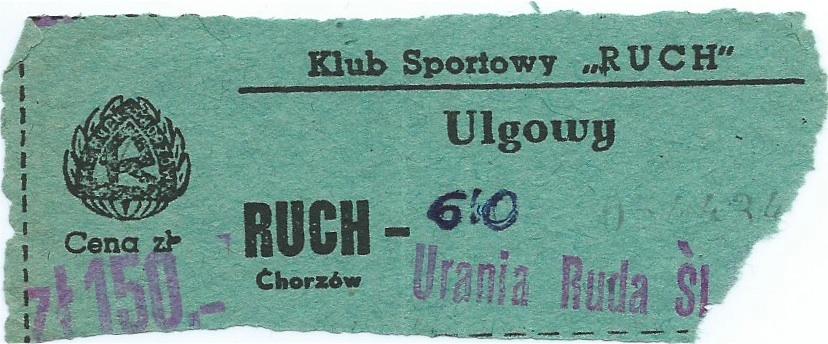 Klub Sportowy „RUCH”
Ulgowy
RUCH – 6:0
Chorzów
Urania Ruda Śl
Cena zł
zł 150,-